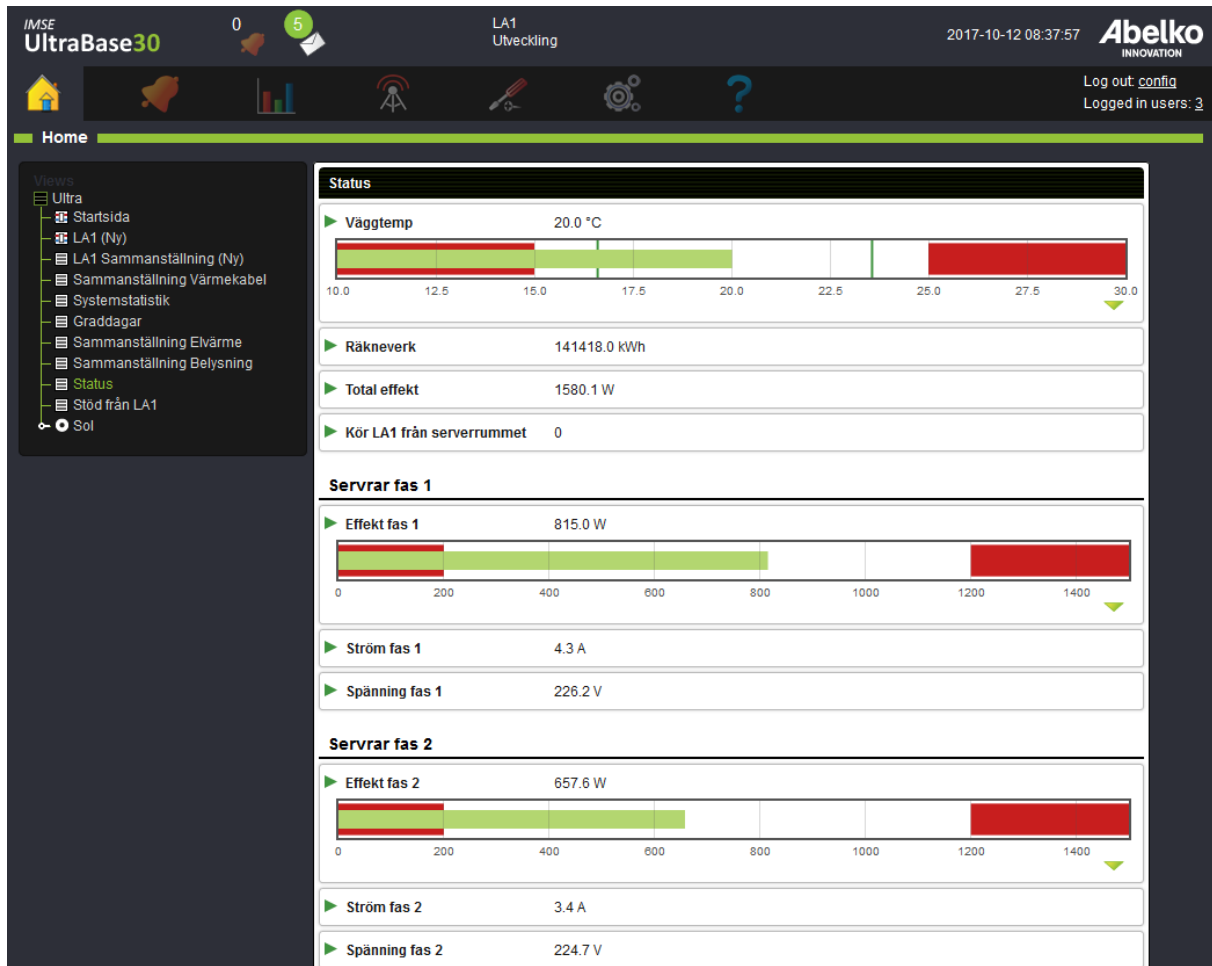 IMSE
UltraBase30
0
5
LA1
Utveckling
2017-10-12 08:37:57
Abelko
INNOVATION
?
Log out: config
Logged in users: 3
Home
Views
Ultra
Startsida
LA1 (Ny)
LA1 Sammanställning (Ny)
Sammanställning Värmekabel
Systemstatistik
Graddagar
Sammanställning Elvärme
Sammanställning Belysning
Status
Stöd från LA1
Sol
Status
Väggtemp 20.0 °C
10.0 12.5 15.0 17.5 20.0 22.5 25.0 27.5 30.0
Räkneverk 141418.0 kWh
Total effekt 1580.1 W
Kör LA1 från serverrummet 0
Servrar fas 1
Effekt fas 1 815.0 W
0 200 400 600 800 1000 1200 1400
Ström fas 1 4.3 A
Spänning fas 1 226.2 V
Servrar fas 2
Effekt fas 2 657.6 W
0 200 400 600 800 1000 1200 1400
Ström fas 2 3.4 A
Spänning fas 2 224.7 V